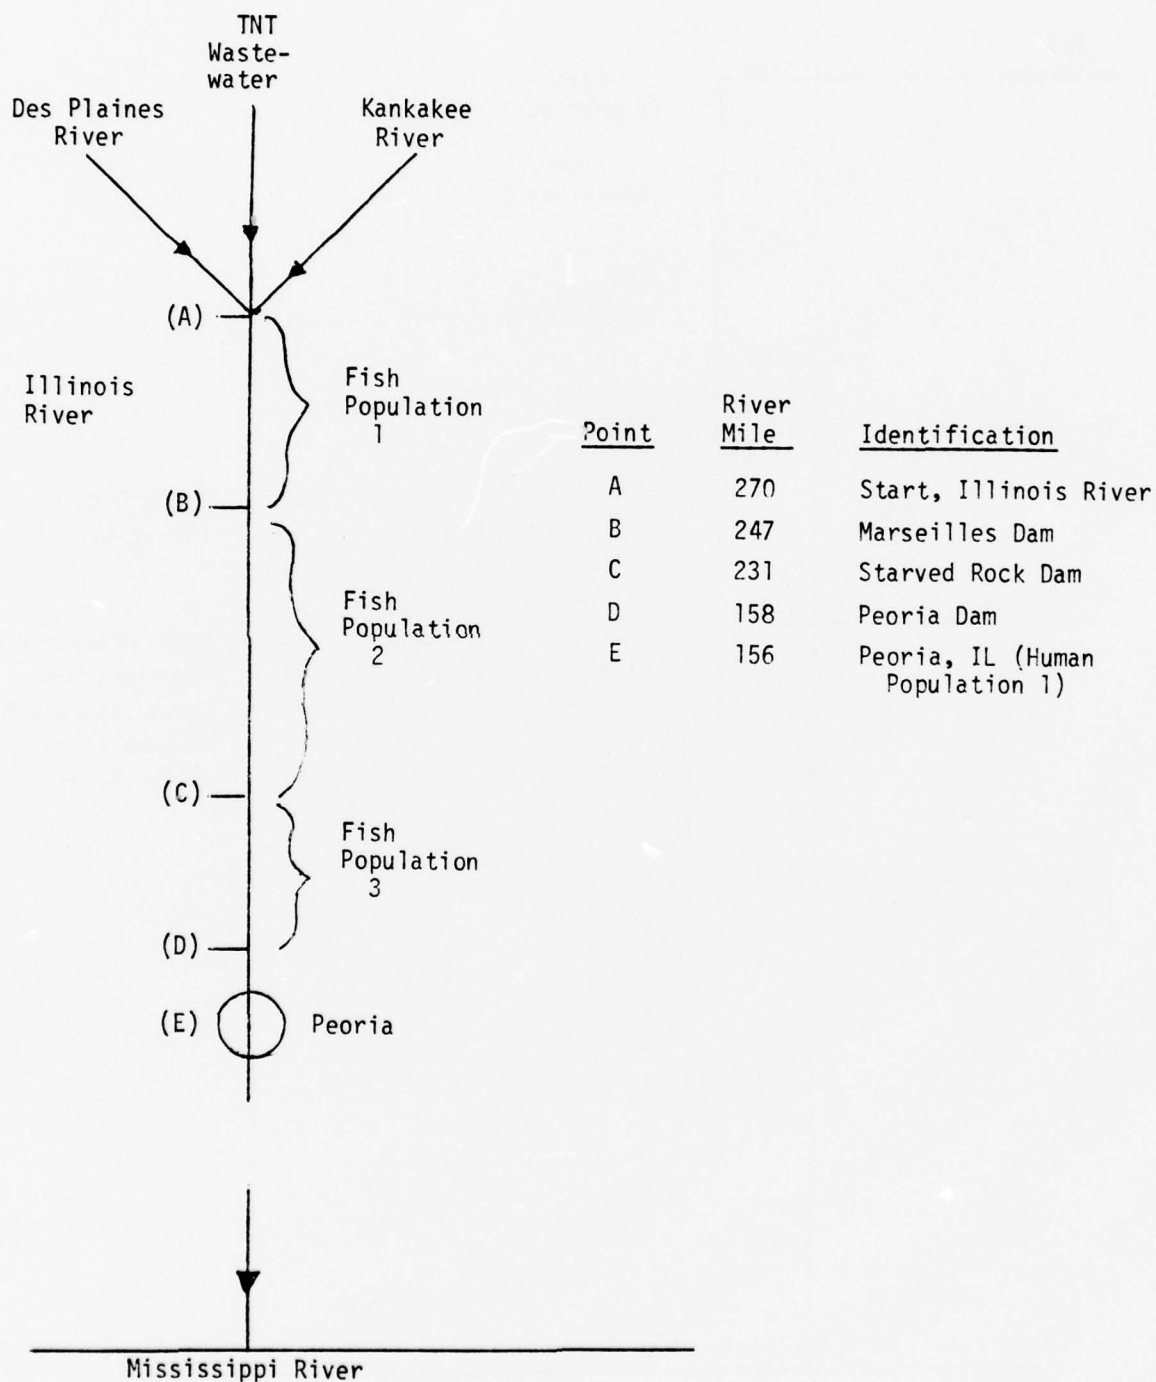 TNT
Waste-
water
Des Plaines
River
Kankakee
River
(A)
Illinois
River
Fish
Population
1
(B)
Fish
Population
2
(C)
Fish
Population
3
(D)
(E)
Peoria
Mississippi River
Point River Mile Identification
A 270 Start, Illinois River
B 247 Marseilles Dam
C 231 Starved Rock Dam
D 158 Peoria Dam
E 156 Peoria, IL (Human
Population 1)